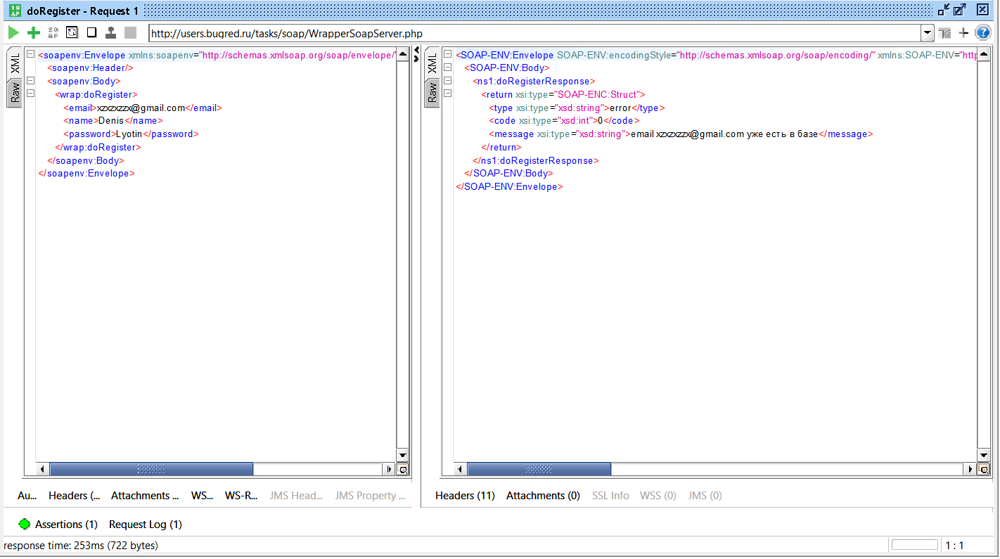 doRegister - Request 1
http://users.bugred.ru/tasks/soap/WrapperSoapServer.php
XML
Raw
<soapenv:Envelope xmlns:soapenv="http://schemas.xmlsoap.org/soap/envelope/"
<soapenv:Header/>
<soapenv:Body>
<wrap:doRegister>
<email>xzxzxzzx@gmail.com</email>
<name>Denis</name>
<password>Lyotin</password>
</wrap:doRegister>
</soapenv:Body>
</soapenv:Envelope>
XML
Raw
<SOAP-ENV:Envelope SOAP-ENV:encodingStyle="http://schemas.xmlsoap.org/soap/encoding/" xmlns:SOAP-ENV="http
<SOAP-ENV:Body>
<ns1:doRegisterResponse>
<return xsi:type="SOAP-ENC:Struct">
<type xsi:type="xsd:string">error</type>
<code xsi:type="xsd:int">0</code>
<message xsi:type="xsd:string">email xzxzxzzx@gmail.com уже есть в базе</message>
</return>
</ns1:doRegisterResponse>
</SOAP-ENV:Body>
</SOAP-ENV:Envelope>
Au... Headers (... Attachments ... WS... WS-R... JMS Head... JMS Property ...
Headers (11) Attachments (0) SSL Info WSS (0) JMS (0)
Assertions (1) Request Log (1)
response time: 253ms (722 bytes)
1 : 1